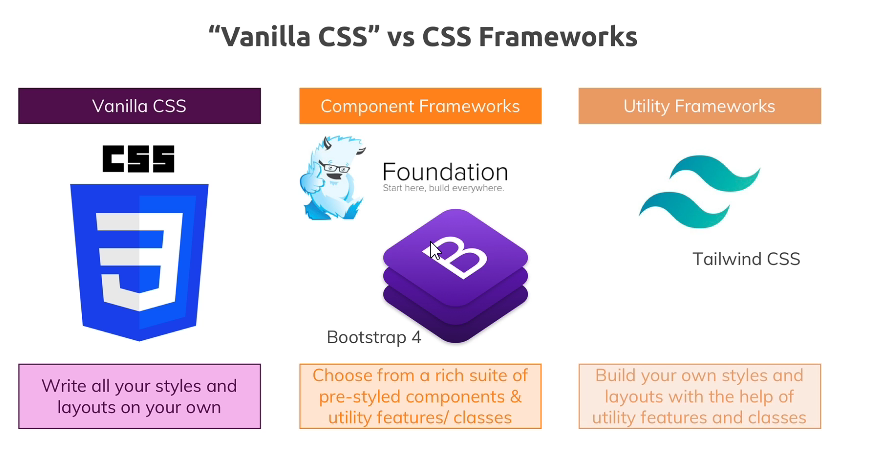 “Vanilla CSS” vs CSS Frameworks
Vanilla CSS
Component Frameworks
Utility Frameworks
CSS
3
Foundation
Start here, build everywhere.
B
Bootstrap 4
Tailwind CSS
Write all your styles and
layouts on your own
Choose from a rich suite of
pre-styled components &
utility features/ classes
Build your own styles and
layouts with the help of
utility features and classes